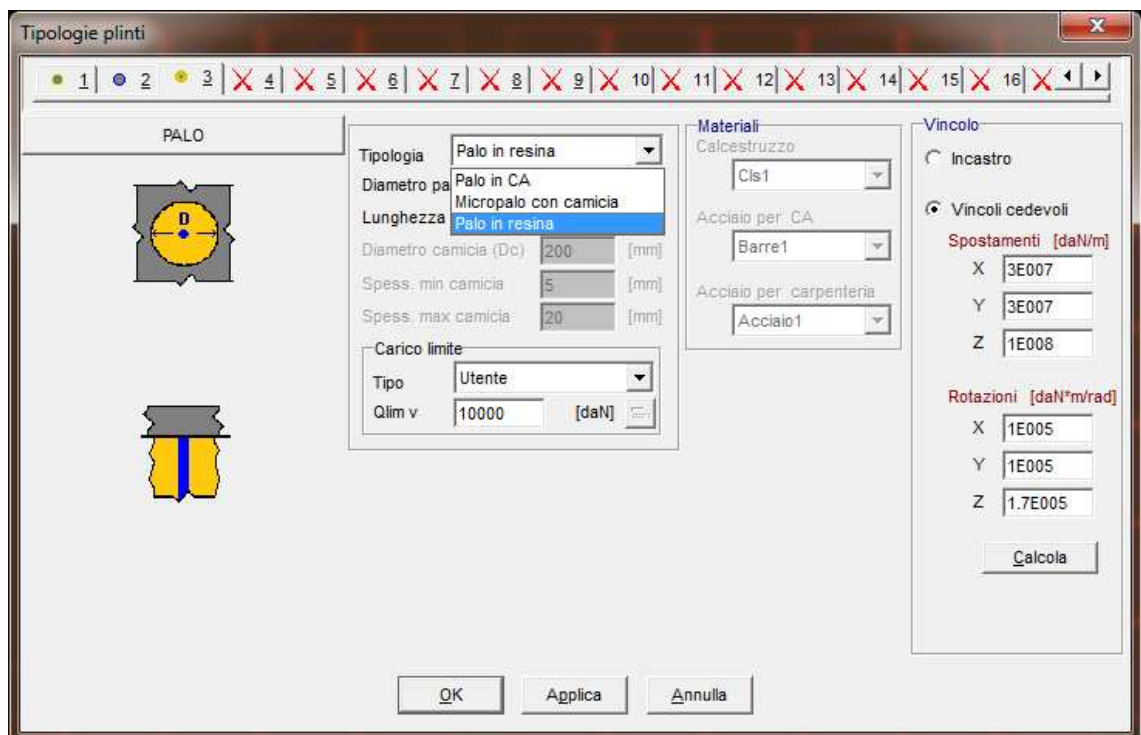 Tipologie plinti
1 2 3 4 5 6 7 8 9 10 11 12 13 14 15 16
PALO
D
Tipologia Palo in resina
Palo in CA
Micropalo con camicia
Palo in resina
Diametro pa
Lunghezza
Diametro camicia (Dc) 200 [mm]
Spess. min camicia 5 [mm]
Spess. max camicia 20 [mm]
Carico limite
Tipo Utente
Qlim v 10000 [daN]
Materiali
Calcestruzzo
Cls1
Acciaio per CA
Barre1
Acciaio per carpenteria
Acciaio1
Vincolo
Incastro
Vincoli cedevoli
Spostamenti [daN/m]
X 3E007
Y 3E007
Z 1E008
Rotazioni [daN*m/rad]
X 1E005
Y 1E005
Z 1.7E005
Calcola
OK Applica Annulla